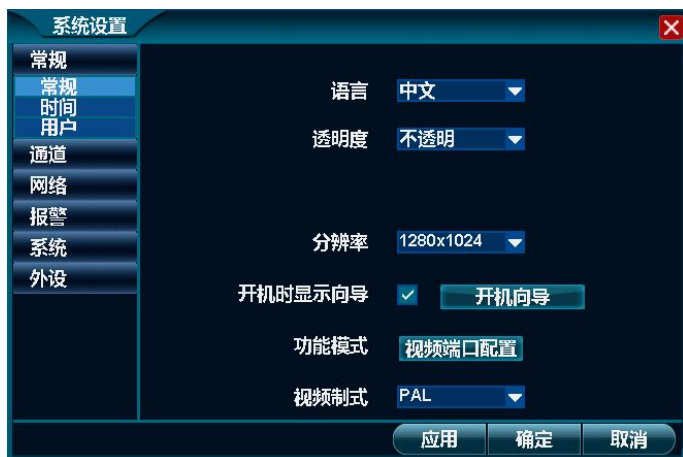 系统设置
常规
常规
时间
用户
通道
网络
报警
系统
外设
语言 中文
透明度 不透明
分辨率 1280x1024
开机时显示向导 开机向导
功能模式 视频端口配置
视频制式 PAL
应用 确定 取消